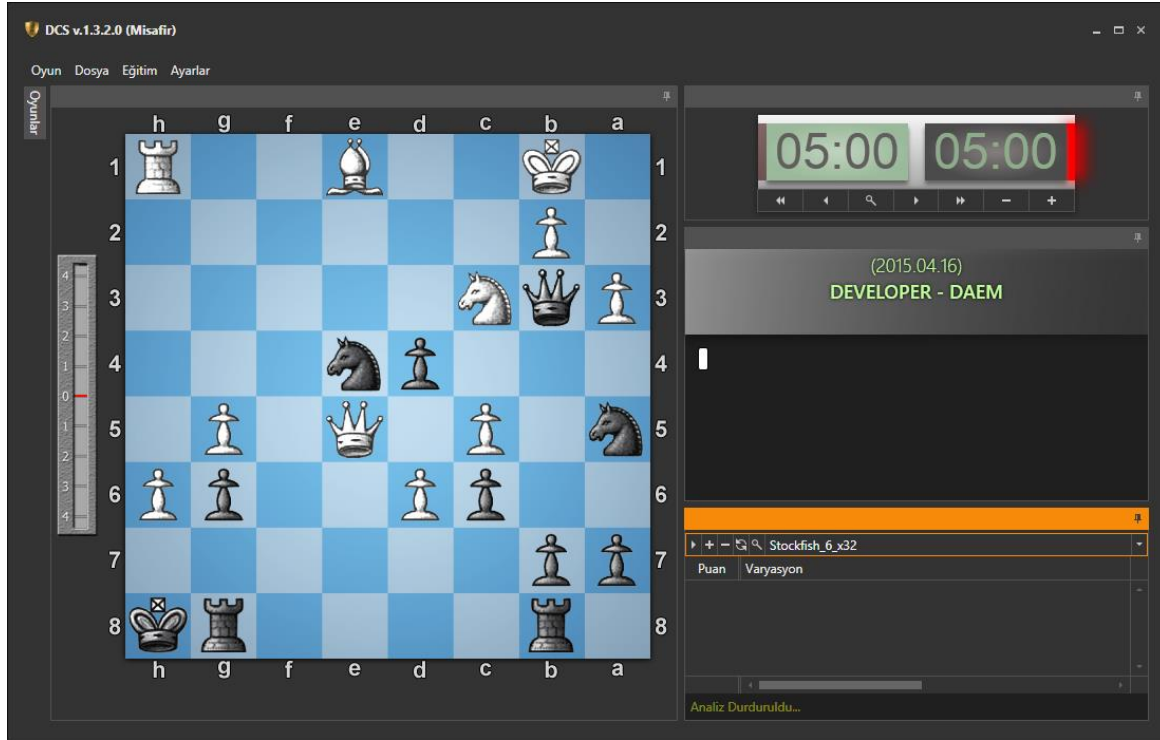 DCS v.1.3.2.0 (Misafir)
Oyun Dosya Eğitim Ayarlar
Oyunlar
h g f e d c b a
1 1
2 2
3 3
4 4
5 5
6 6
7 7
8 8
h g f e d c b a
4
3
2
1
0
1
2
3
4
05:00 05:00
(2015.04.16)
DEVELOPER - DAEM
Stockfish_6_x32
Puan Varyasyon
Analiz Durduruldu...